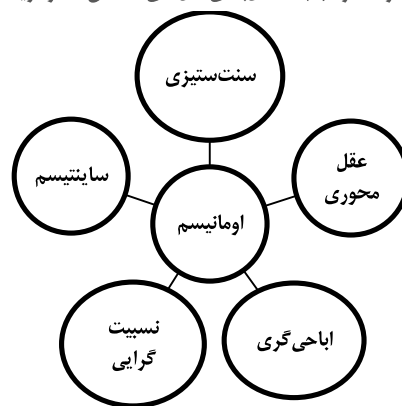 سنت‌ستیزی
عقل
محوری
ساینتیسم
اومانیسم
نسبیت
گرایی
اباحی‌گری